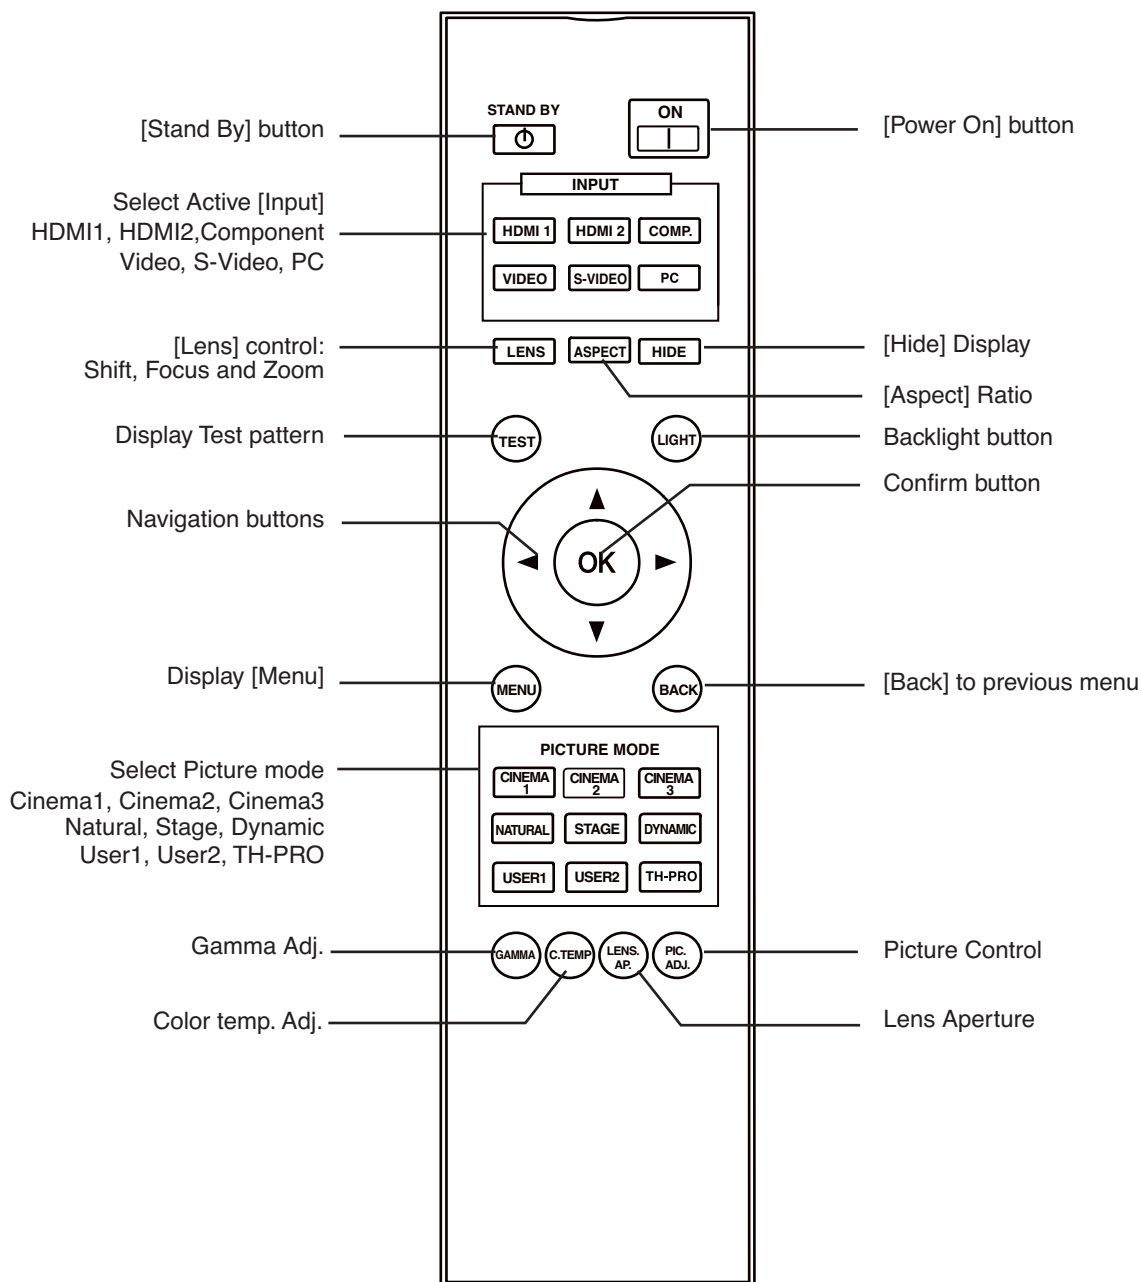 STAND BY
ON
[Stand By] button
[Power On] button
INPUT
Select Active [Input]
HDMI1, HDMI2,Component
Video, S-Video, PC
HDMI 1
HDMI 2
COMP.
VIDEO
S-VIDEO
PC
[Lens] control:
Shift, Focus and Zoom
LENS
ASPECT
HIDE
[Hide] Display
[Aspect] Ratio
Display Test pattern
TEST
LIGHT
Backlight button
Confirm button
Navigation buttons
OK
Display [Menu]
MENU
BACK
[Back] to previous menu
PICTURE MODE
Select Picture mode
Cinema1, Cinema2, Cinema3
Natural, Stage, Dynamic
User1, User2, TH-PRO
CINEMA
1
CINEMA
2
CINEMA
3
NATURAL
STAGE
DYNAMIC
USER1
USER2
TH-PRO
Gamma Adj.
GAMMA
C.TEMP
LENS.
AP.
PIC.
ADJ.
Picture Control
Color temp. Adj.
Lens Aperture